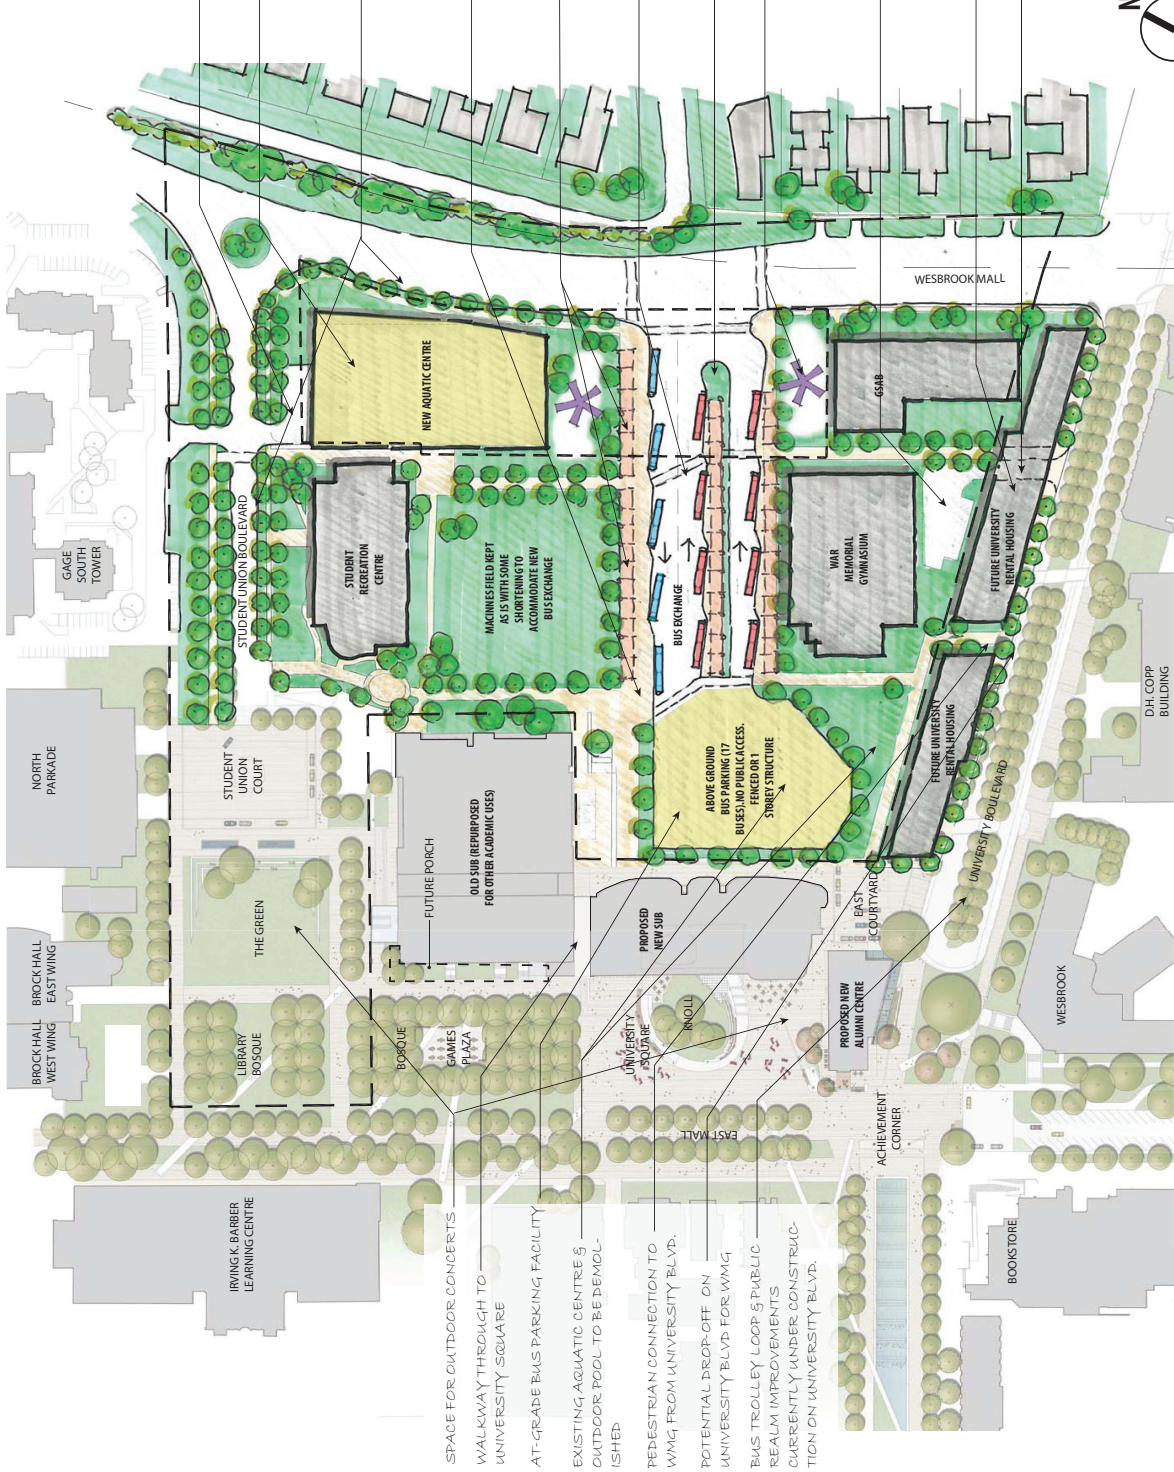 N
WESBROOK MALL
NEW AQUATIC CENTRE
GSAB
GAGE
SOUTH
TOWER
STUDENT UNION BOULEVARD
STUDENT
RECREATION
CENTRE
MACINNES FIELD KEPT
AS IS WITH SOME
SHORTENING TO
ACCOMMODATE NEW
BUS EXCHANGE
BUS EXCHANGE
WAR
MEMORIAL
GYMNASIUM
FUTURE UNIVERSITY
RENTAL HOUSING
D.H. COPP
BUILDING
NORTH
PARKADE
STUDENT
UNION
COURT
OLD SUB (REPURPOSED
FOR OTHER ACADEMIC USES)
ABOVE GROUND
BUS PARKING (17
BUSES), NO PUBLIC ACCESS.
FENCED OR 1
STOREY STRUCTURE
FUTURE UNIVERSITY
RENTAL HOUSING
UNIVERSITY BOULEVARD
BROCK HALL
EAST WING
THE GREEN
FUTURE PORCH
PROPOSED
NEW SUB
EAST
COURTYARD
BROCK HALL
WEST WING
LIBRARY
BOSQUE
BOSQUE
GAMES
PLAZA
UNIVERSITY
SQUARE
KNOLL
PROPOSED NEW
ALUMNI CENTRE
WESBROOK
EAST MALL
ACHIEVEMENT
CORNER
IRVING K. BARBER
LEARNING CENTRE
BOOKSTORE
SPACE FOR OUTDOOR CONCERTS
WALKWAY THROUGH TO
UNIVERSITY SQUARE
AT-GRADE BUS PARKING FACILITY
EXISTING AQUATIC CENTRE &
OUTDOOR POOL TO BE DEMOL-
ISHED
PEDESTRIAN CONNECTION TO
WMG FROM UNIVERSITY BLVD.
POTENTIAL DROP-OFF ON
UNIVERSITY BLVD FOR WMG
BUS TROLLEY LOOP & PUBLIC
REALM IMPROVEMENTS
CURRENTLY UNDER CONSTRUC-
TION ON UNIVERSITY BLVD.